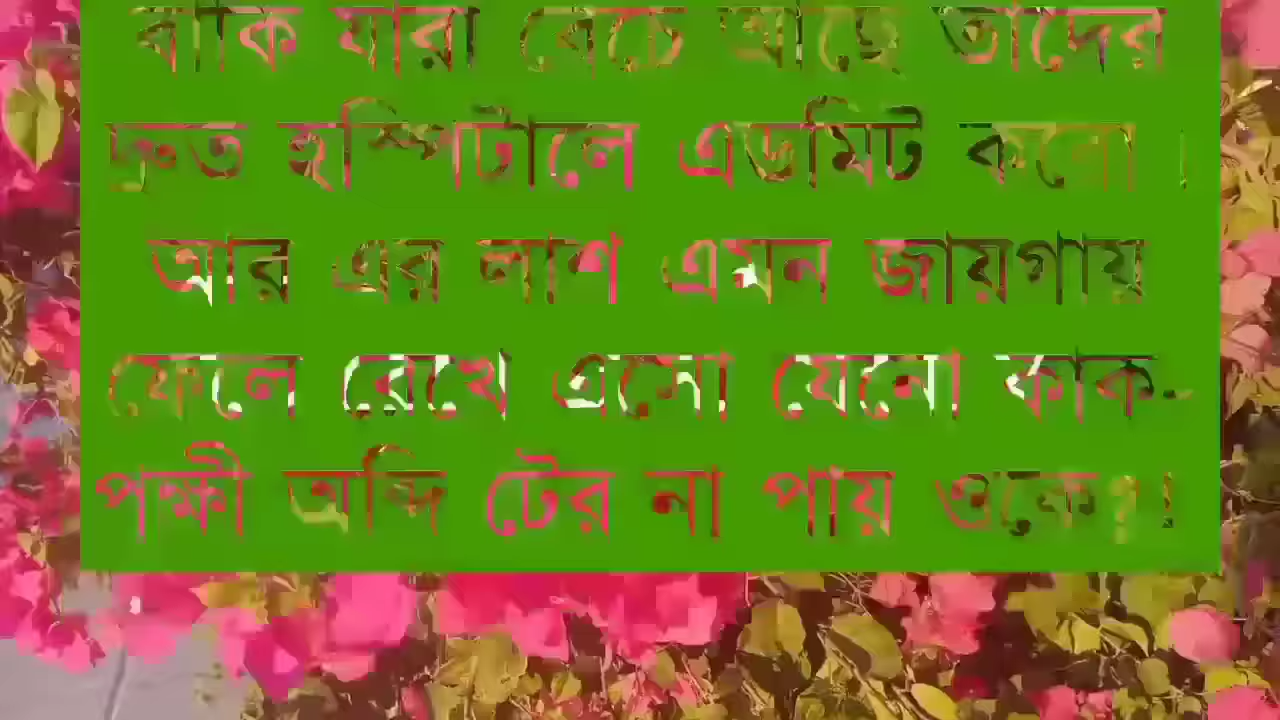 বাকি যারা বেচে আছে তাদের
দ্রুত হস্পিটালে এডমিট করো ।
আর এর লাশ এমন জায়গায়
ফেলে রেখে এসো যেনো কাক-
পক্ষী অব্দি টের না পায় ওকে?!